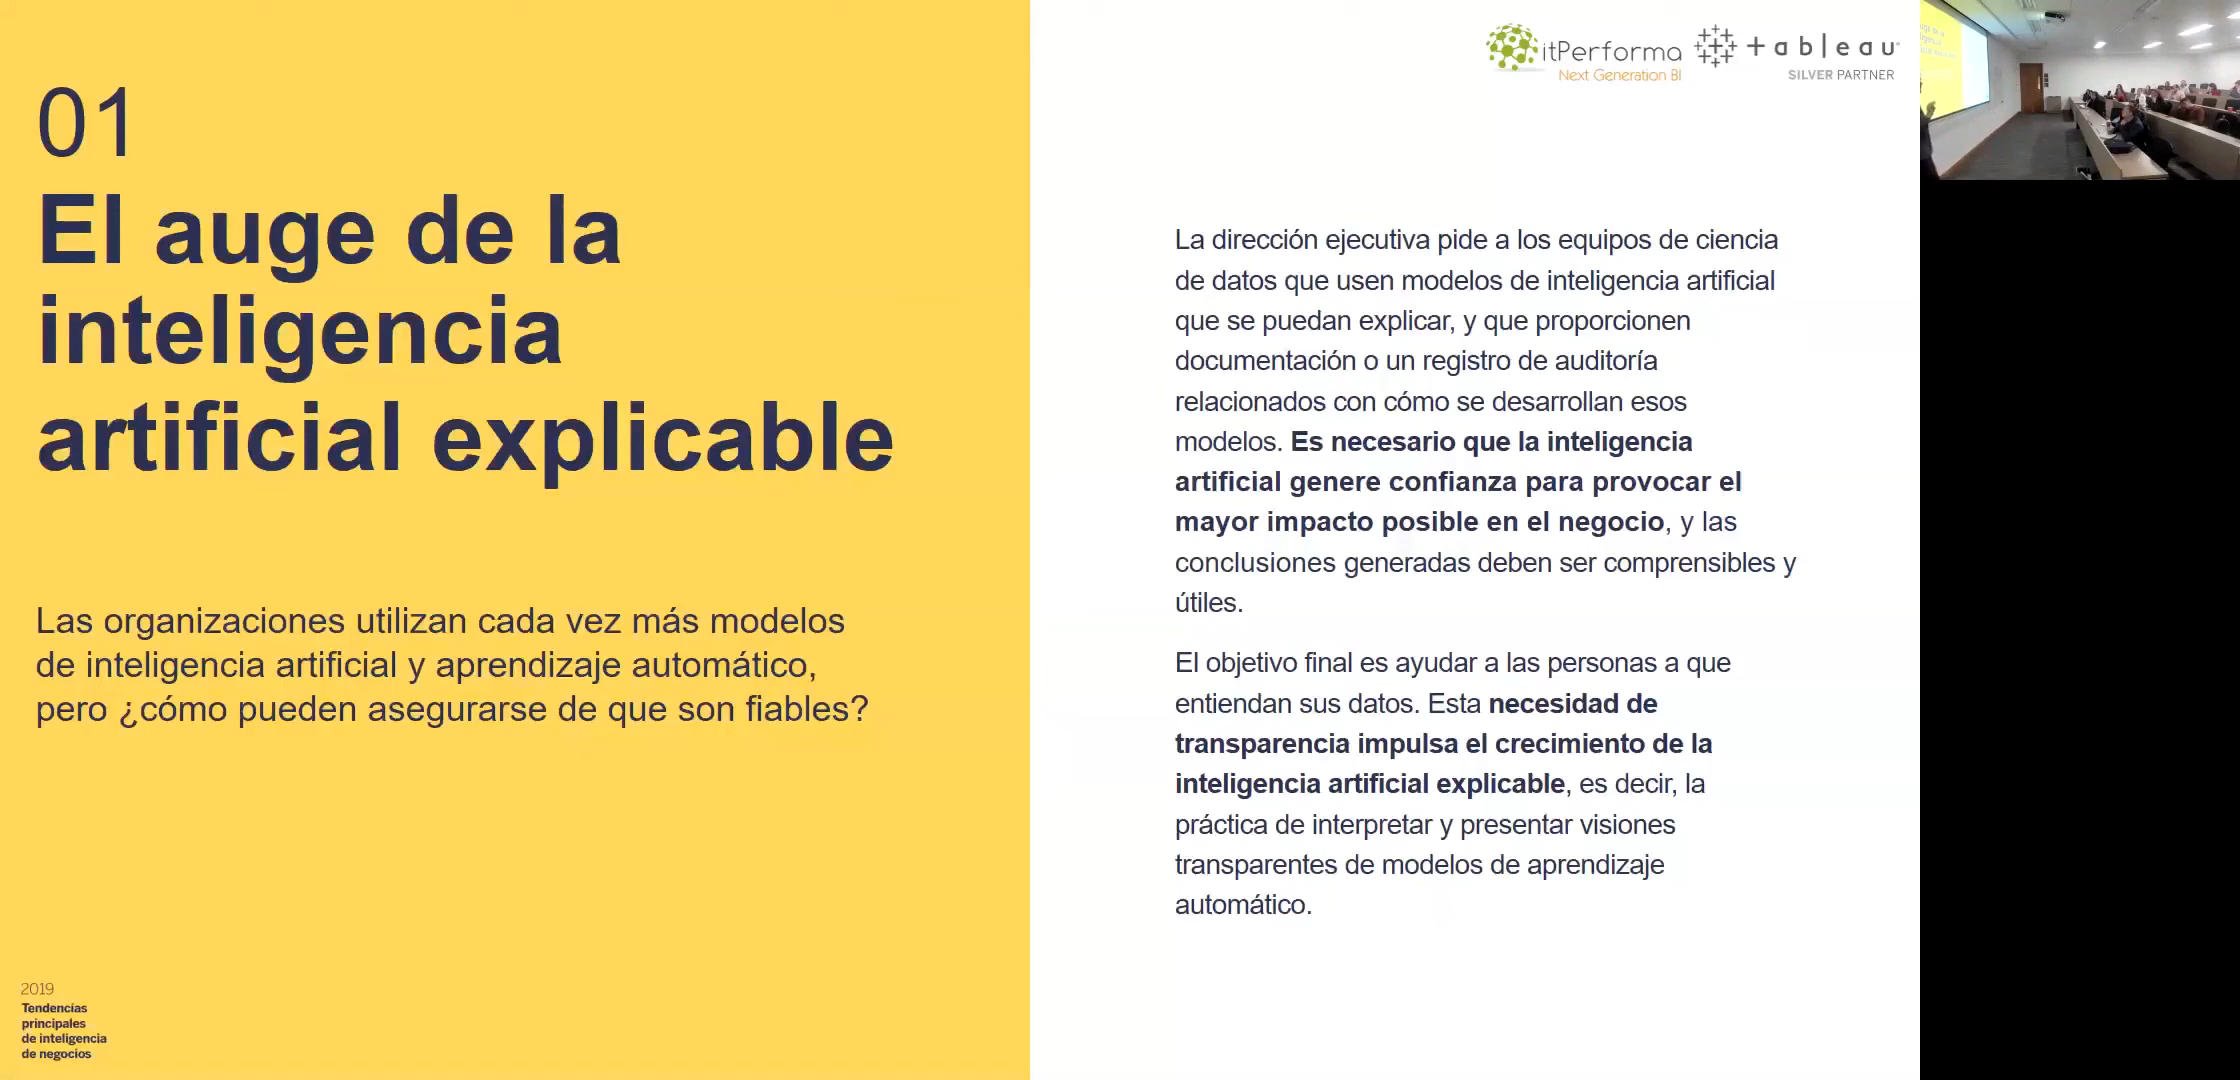 01
El auge de la
inteligencia
artificial explicable
Las organizaciones utilizan cada vez más modelos
de inteligencia artificial y aprendizaje automático,
pero ¿cómo pueden asegurarse de que son fiables?
2019
Tendencias
principales
de inteligencia
de negocios
itPerforma
Next Generation BI
+ableau
SILVER PARTNER
La dirección ejecutiva pide a los equipos de ciencia
de datos que usen modelos de inteligencia artificial
que se puedan explicar, y que proporcionen
documentación o un registro de auditoría
relacionados con cómo se desarrollan esos
modelos. Es necesario que la inteligencia
artificial genere confianza para provocar el
mayor impacto posible en el negocio, y las
conclusiones generadas deben ser comprensibles y
útiles.
El objetivo final es ayudar a las personas a que
entiendan sus datos. Esta necesidad de
transparencia impulsa el crecimiento de la
inteligencia artificial explicable, es decir, la
práctica de interpretar y presentar visiones
transparentes de modelos de aprendizaje
automático.